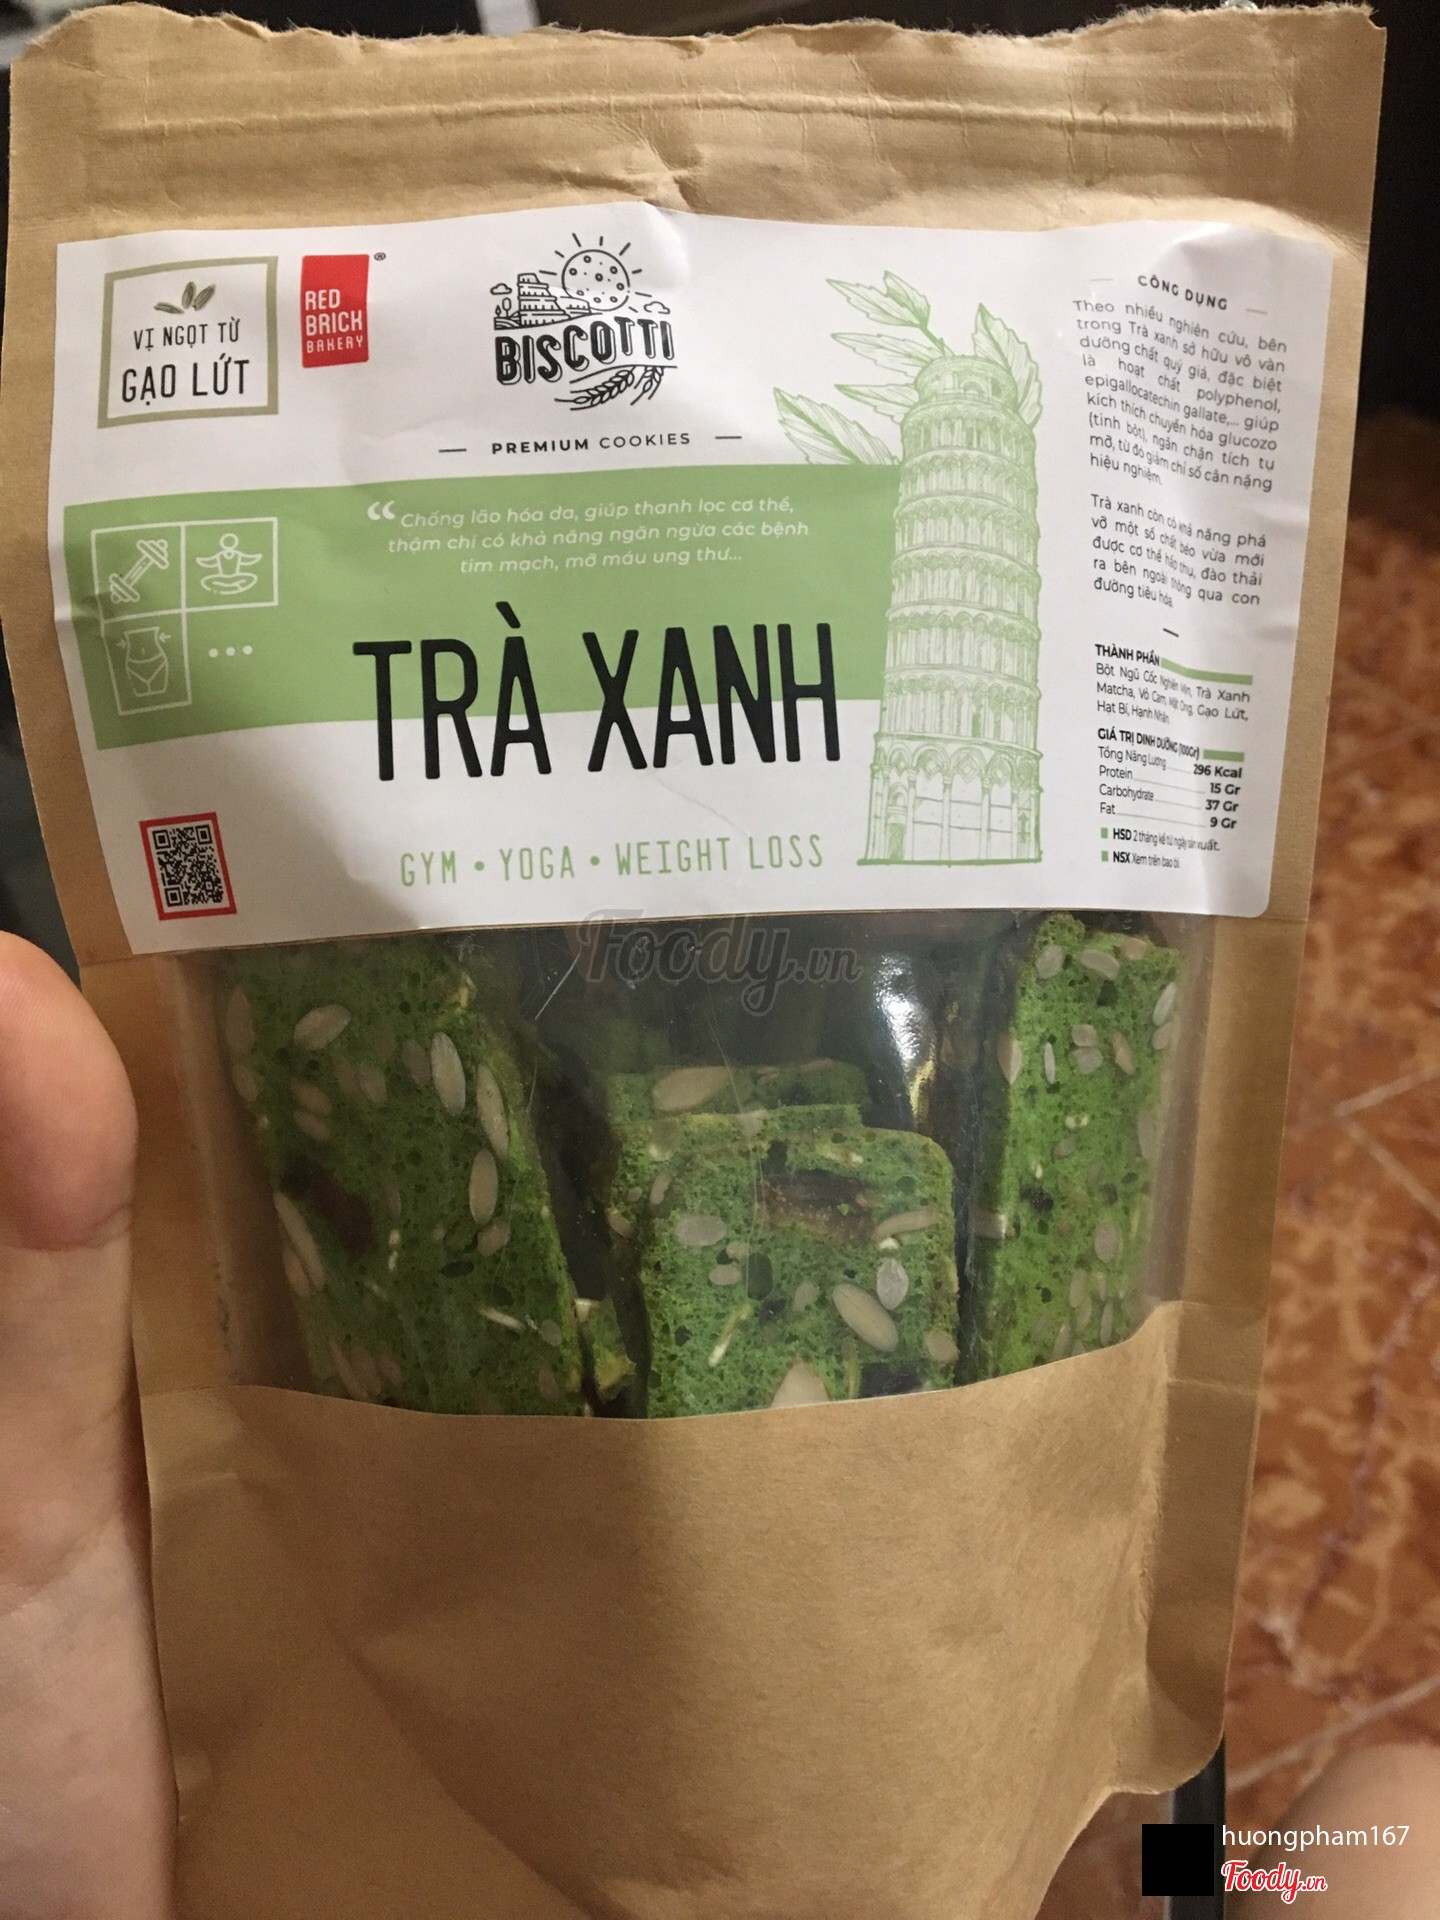 VỊ NGỌT TỪ
GẠO LỨT
RED
BRICK
BAKERY
®
BISCOTTI
PREMIUM COOKIES
“Chống lão hóa da, giúp thanh lọc cơ thể,
thậm chí có khả năng ngăn ngừa các bệnh
tim mạch, mỡ máu ung thư...
TRÀ XANH
GYM • YOGA • WEIGHT LOSS
CÔNG DỤNG
Theo nhiều nghiên cứu, bên
trong Trà xanh sở hữu vô vàn
dưỡng chất quý giá, đặc biệt
là hoạt chất polyphenol,
epigallocatechin gallate,... giúp
kích thích chuyển hóa glucozo
(tinh bột), ngăn chặn tích tụ
mỡ, từ đó giảm chỉ số cân nặng
hiệu nghiệm.
Trà xanh còn có khả năng phá
vỡ một số chất béo vừa mới
được cơ thể hấp thụ, đào thải
ra bên ngoài thông qua con
đường tiêu hóa.
THÀNH PHẦN
Bột Ngũ Cốc Nghiền Mịn, Trà Xanh
Matcha, Vỏ Cam, Mật Ong, Gạo Lứt,
Hạt Bí, Hạnh Nhân
GIÁ TRỊ DINH DƯỠNG (100Gr)
Tổng Năng Lượng 296 Kcal
Protein 15 Gr
Carbohydrate 37 Gr
Fat 9 Gr
HSD 2 tháng kể từ ngày sản xuất.
NSX Xem trên bao bì.
Foody.vn
huongpham167
Foody.vn